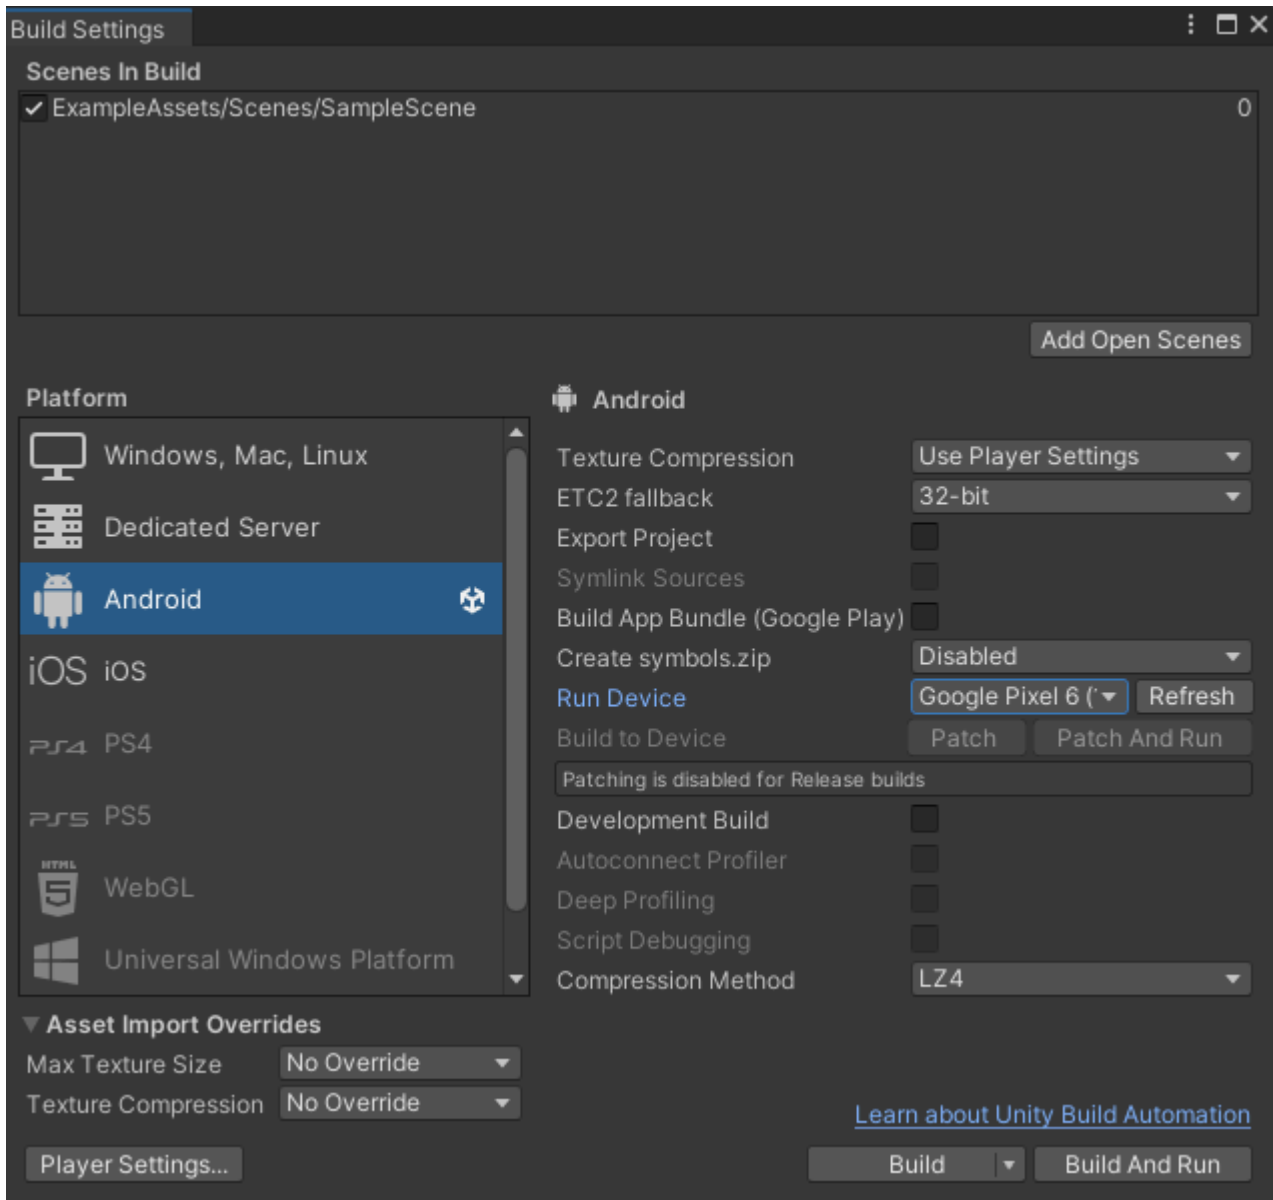 Build Settings
Scenes In Build
ExampleAssets/Scenes/SampleScene 0
Add Open Scenes
Platform
Windows, Mac, Linux
Dedicated Server
Android
iOS iOS
PS4 PS4
PS5 PS5
HTML
5 WebGL
Universal Windows Platform
Android
Texture Compression Use Player Settings
ETC2 fallback 32-bit
Export Project
Symlink Sources
Build App Bundle (Google Play)
Create symbols.zip Disabled
Run Device Google Pixel 6 ( Refresh
Build to Device Patch Patch And Run
Patching is disabled for Release builds
Development Build
Autoconnect Profiler
Deep Profiling
Script Debugging
Compression Method LZ4
Asset Import Overrides
Max Texture Size No Override
Texture Compression No Override
Learn about Unity Build Automation
Player Settings... Build Build And Run